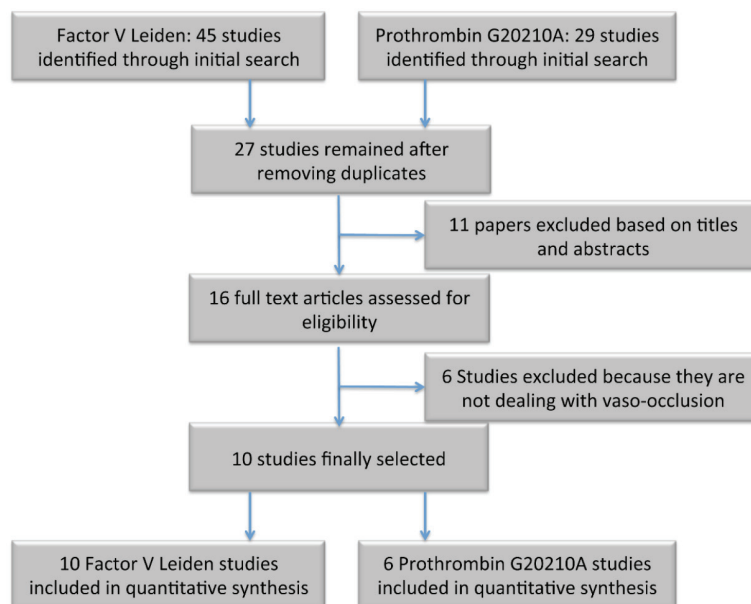 Factor V Leiden: 45 studies
identified through initial search
Prothrombin G20210A: 29 studies
identified through initial search
27 studies remained after
removing duplicates
11 papers excluded based on titles
and abstracts
16 full text articles assessed for
eligibility
6 Studies excluded because they are
not dealing with vaso-occlusion
10 studies finally selected
10 Factor V Leiden studies
included in quantitative synthesis
6 Prothrombin G20210A studies
included in quantitative synthesis